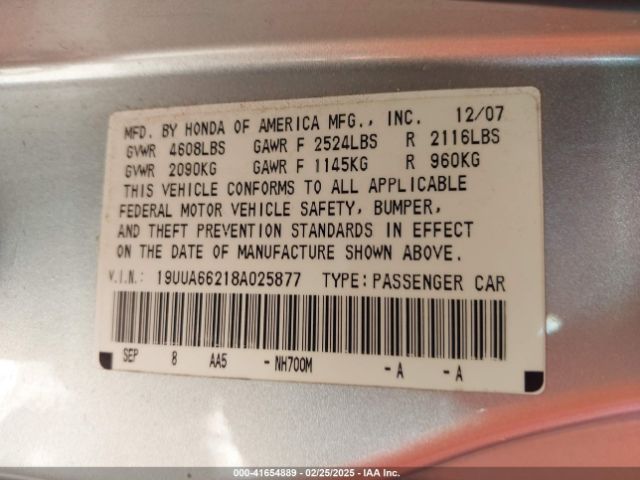 MFD. BY HONDA OF AMERICA MFG., INC. 12/07
GVWR 4608LBS GAWR F 2524LBS R 2116LBS
GVWR 2090KG GAWR F 1145KG R 960KG
THIS VEHICLE CONFORMS TO ALL APPLICABLE
FEDERAL MOTOR VEHICLE SAFETY, BUMPER,
AND THEFT PREVENTION STANDARDS IN EFFECT
ON THE DATE OF MANUFACTURE SHOWN ABOVE.
V.I.N.: 19UUA66218A025877 TYPE:PASSENGER CAR
SEP 8 AA5 -NH700M -A -A
000-41654889 - 02/25/2025 - IAA Inc.